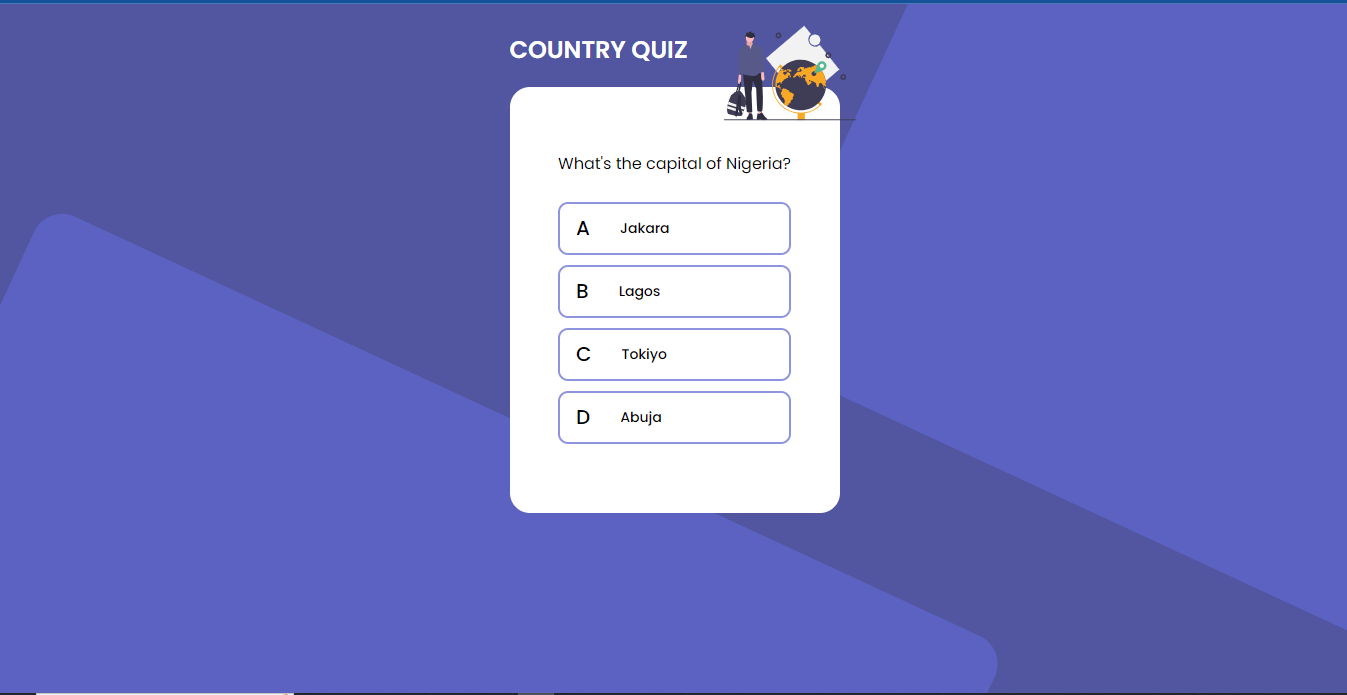 COUNTRY QUIZ
What's the capital of Nigeria?
A Jakara
B Lagos
C Tokiyo
D Abuja